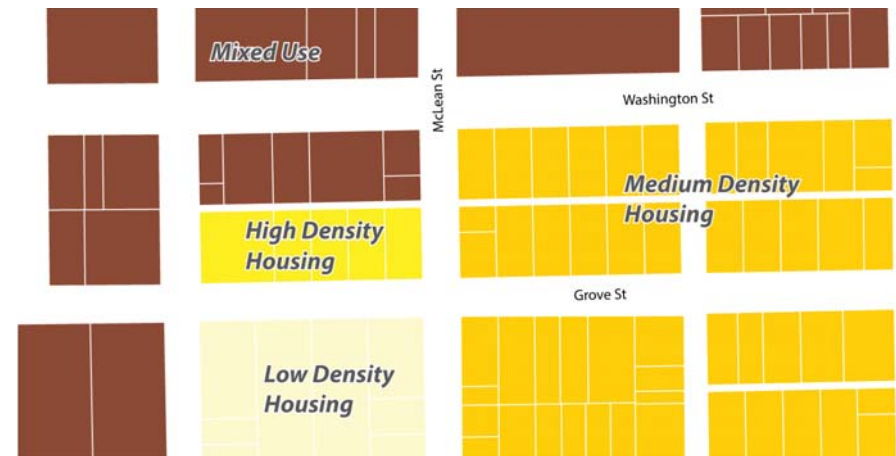 Mixed Use
McLean St
Washington St
Medium Density
Housing
High Density
Housing
Grove St
Low Density
Housing